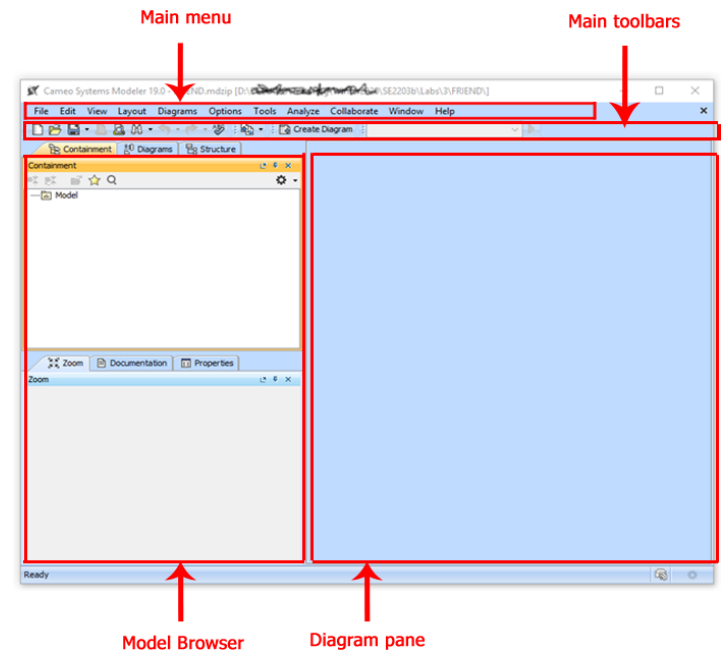 Main menu
Main toolbars
Cameo Systems Modeler 19.0 END.mdzip [D:\ \SE2203b\Labs\3\FRIEND\]
File Edit View Layout Diagrams Options Tools Analyze Collaborate Window Help
Create Diagram
Containment Diagrams Structure
Containment
Model
Zoom Documentation Properties
Zoom
Ready
Model Browser
Diagram pane